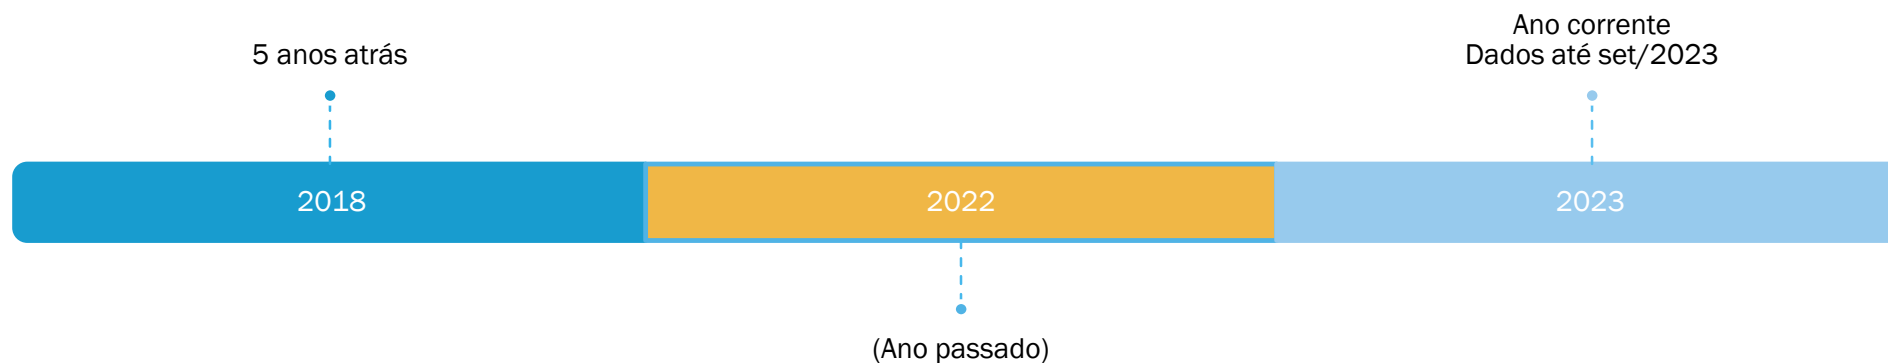 5 anos atrás
Ano corrente
Dados até set/2023
2018
2022
2023
(Ano passado)